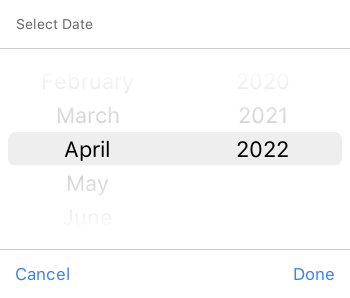 Select Date
February 2020
March 2021
April 2022
May
June
Cancel Done